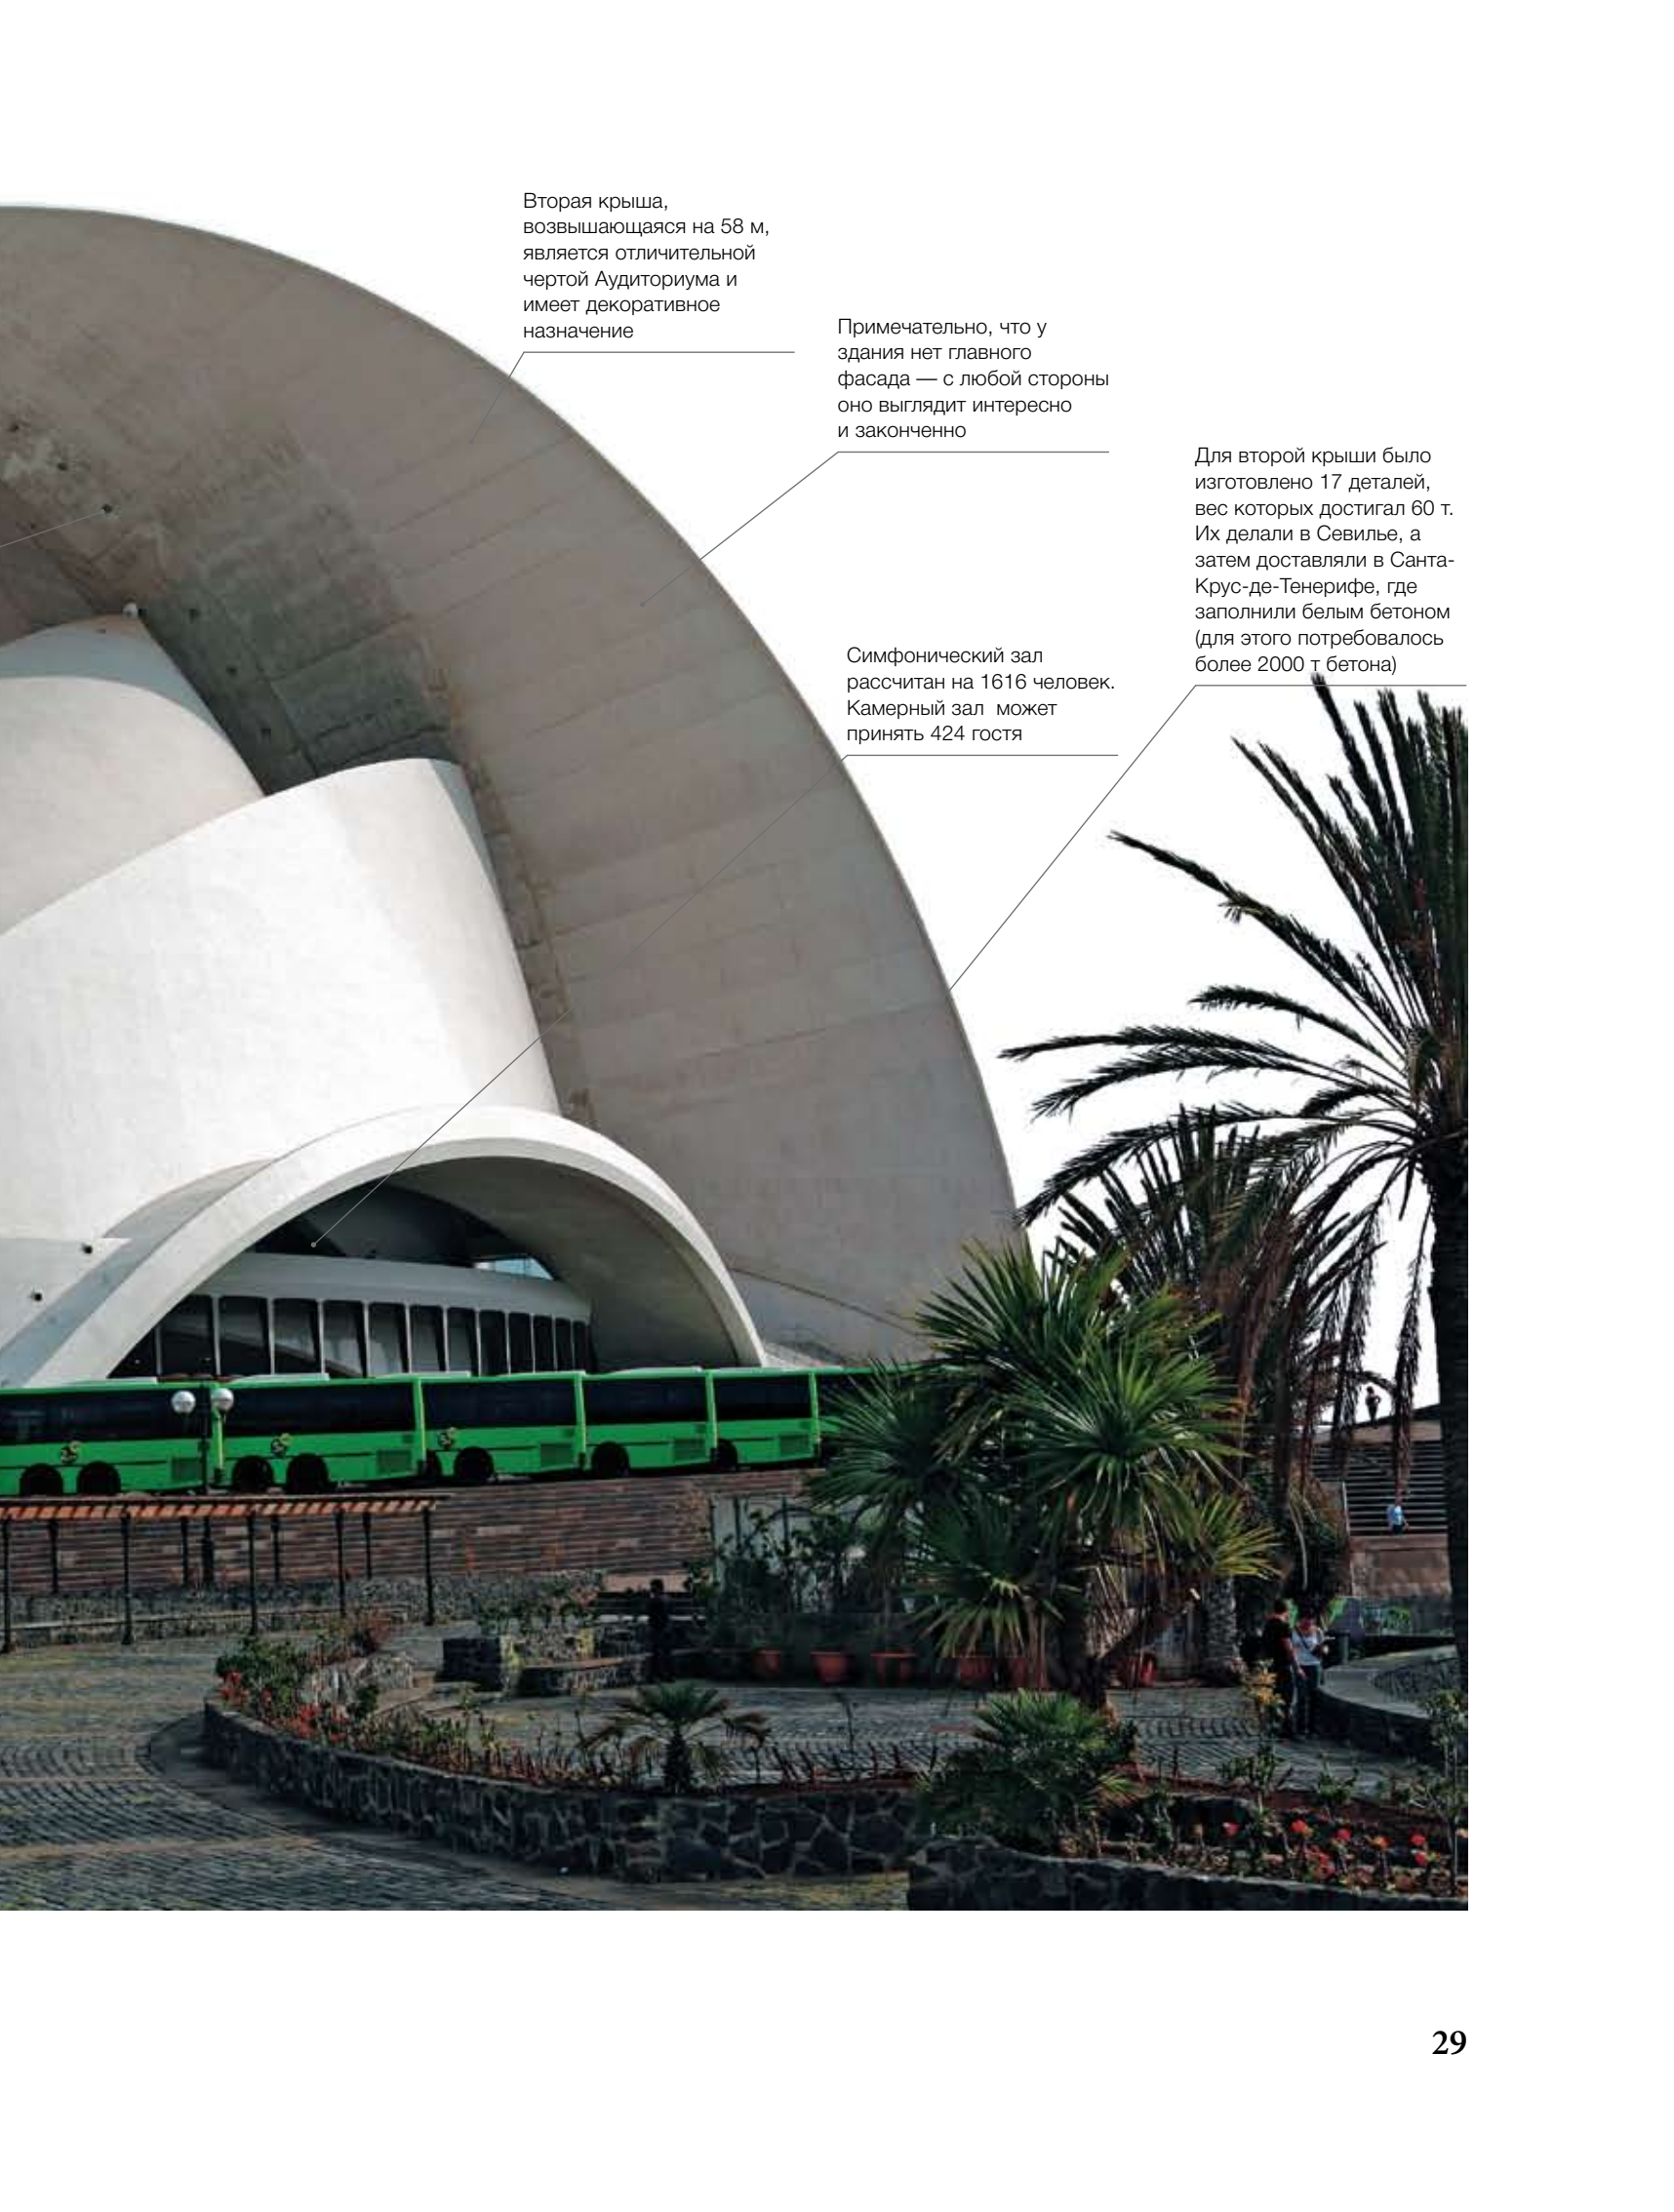 Вторая крыша,
возвышающаяся на 58 м,
является отличительной
чертой Аудиториума и
имеет декоративное
назначение
Примечательно, что у
здания нет главного
фасада — с любой стороны
оно выглядит интересно
и законченно
Для второй крыши было
изготовлено 17 деталей,
вес которых достигал 60 т.
Их делали в Севилье, а
затем доставляли в Санта-
Крус-де-Тенерифе, где
заполнили белым бетоном
(для этого потребовалось
более 2000 т бетона)
Симфонический зал
рассчитан на 1616 человек.
Камерный зал  может
принять 424 гостя
29